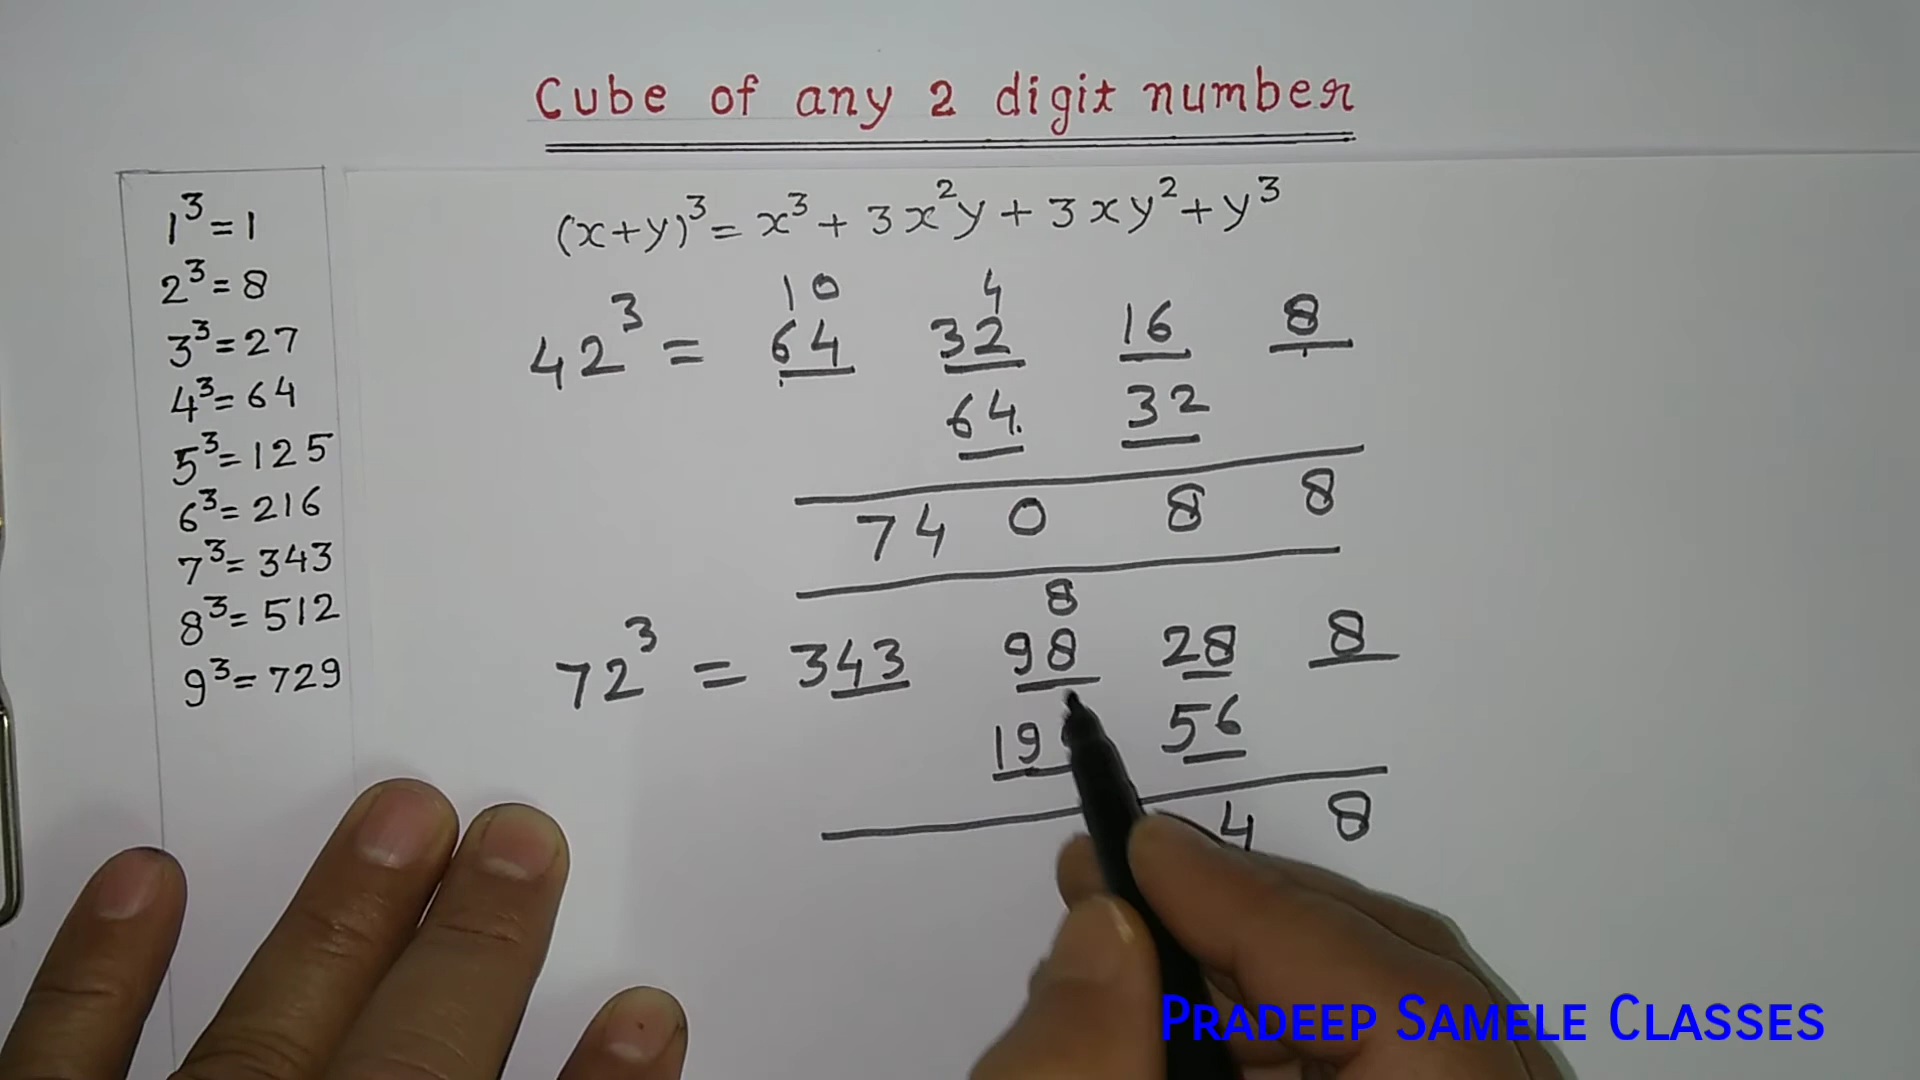 Cube of any 2 digit number
(x+y)³ = x³ + 3x²y + 3xy² + y³
1³ = 1
2³ = 8
3³ = 27
4³ = 64
5³ = 125
6³ = 216
7³ = 343
8³ = 512
9³ = 729
10 4
42³ = 64 32 16 8
64 32
74 0 8 8
8
72³ = 343 98 28 8
19 56
4 8
PRADEEP SAMELE CLASSES